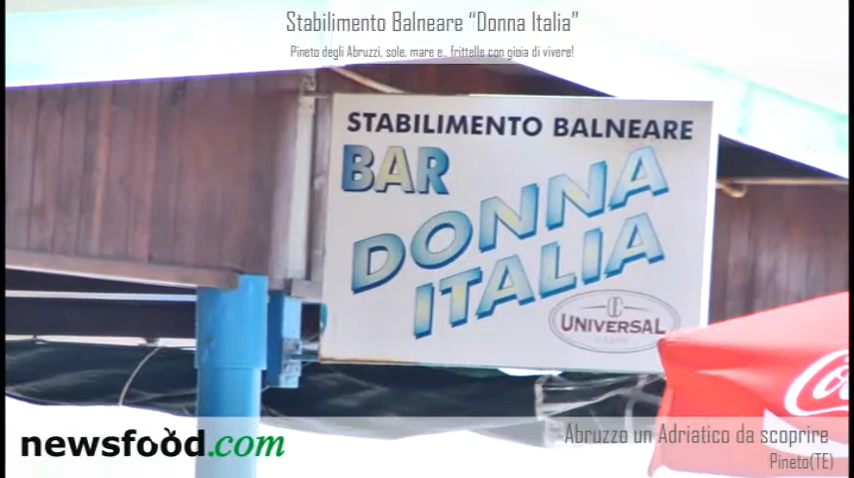 Stabilimento Balneare “Donna Italia”
Pineto degli Abruzzi, sole, mare e.. frittelle con gioia di vivere!
STABILIMENTO BALNEARE
BAR
DONNA
ITALIA
UNIVERSAL
newsfood.com
Abruzzo un Adriatico da scoprire
Pineto(TE)